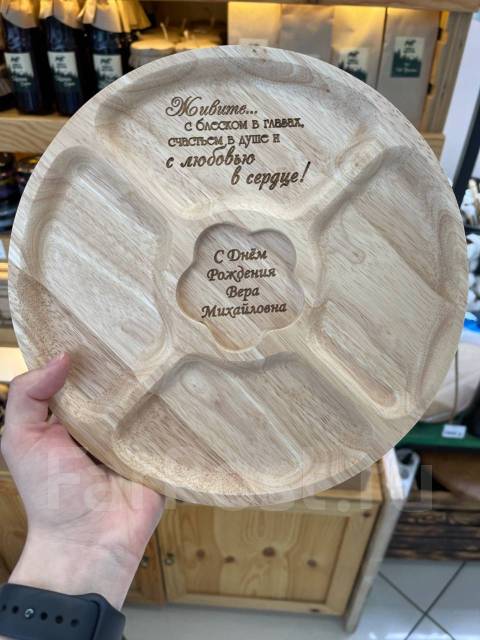 Живите...
с блеском в глазах,
счастьем в душе и
с любовью
в сердце!
С Днём
Рождения
Вера
Михайловна